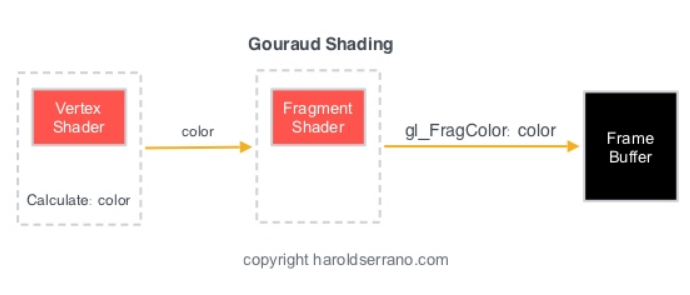 Gouraud Shading
Vertex
Shader
Calculate: color
color
Fragment
Shader
gl_FragColor: color
Frame
Buffer
copyright haroldserrano.com